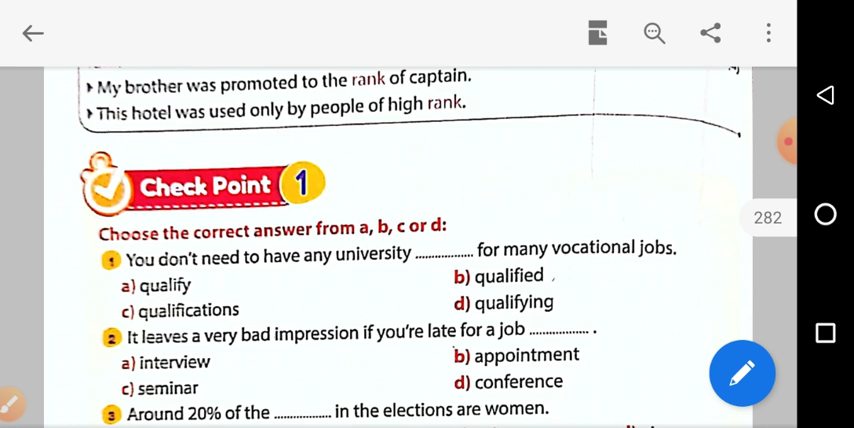 My brother was promoted to the rank of captain.
This hotel was used only by people of high rank.
Check Point 1
Choose the correct answer from a, b, c or d:
1 You don't need to have any university ................. for many vocational jobs.
a) qualify
b) qualified
c) qualifications
d) qualifying
2 It leaves a very bad impression if you're late for a job ................. .
a) interview
b) appointment
c) seminar
d) conference
3 Around 20% of the ................. in the elections are women.
282